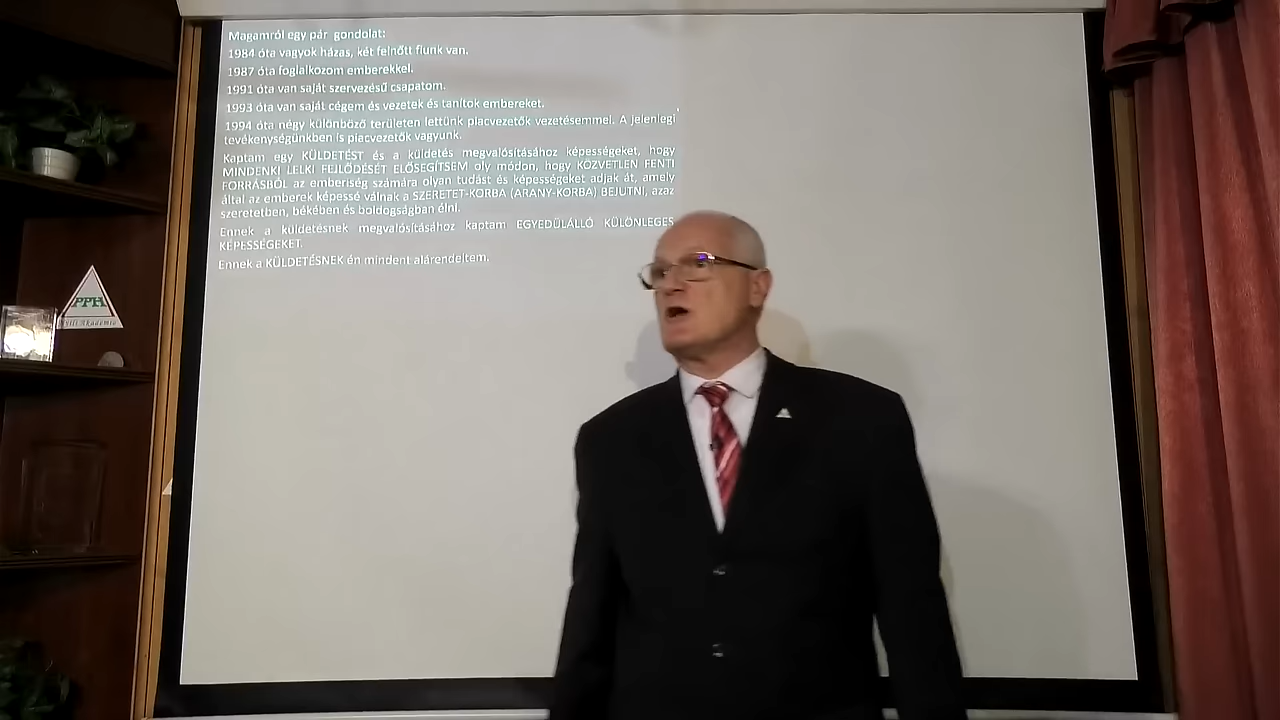 Magamról egy pár gondolat:
1984 óta vagyok házas, két felnőtt fiunk van.
1987 óta foglalkozom emberekkel.
1991 óta van saját szervezésű csapatom.
1993 óta van saját cégem és vezetek és tanítok embereket.
1994 óta négy különböző területen lettünk piacvezetők vezetésemmel. A jelenlegi
tevékenységünkben is piacvezetők vagyunk.
Kaptam egy KÜLDETÉST és a küldetés megvalósításához képességeket, hogy
MINDENKI LELKI FEJLŐDÉSÉT ELŐSEGÍTSEM oly módon, hogy KÖZVETLEN FENTI
FORRÁSBÓL az emberiség számára olyan tudást és képességeket adjak át, amely
által az emberek képessé válnak a SZERETET-KORBA (ARANY-KORBA) BEJUTNI, azaz
szeretetben, békében és boldogságban élni.
Ennek a küldetésnek megvalósításához kaptam EGYEDÜLÁLLÓ KÜLÖNLEGES
KÉPESSÉGEKET.
Ennek a KÜLDETÉSNEK én mindent alárendeltem.
PPH
Akadémia